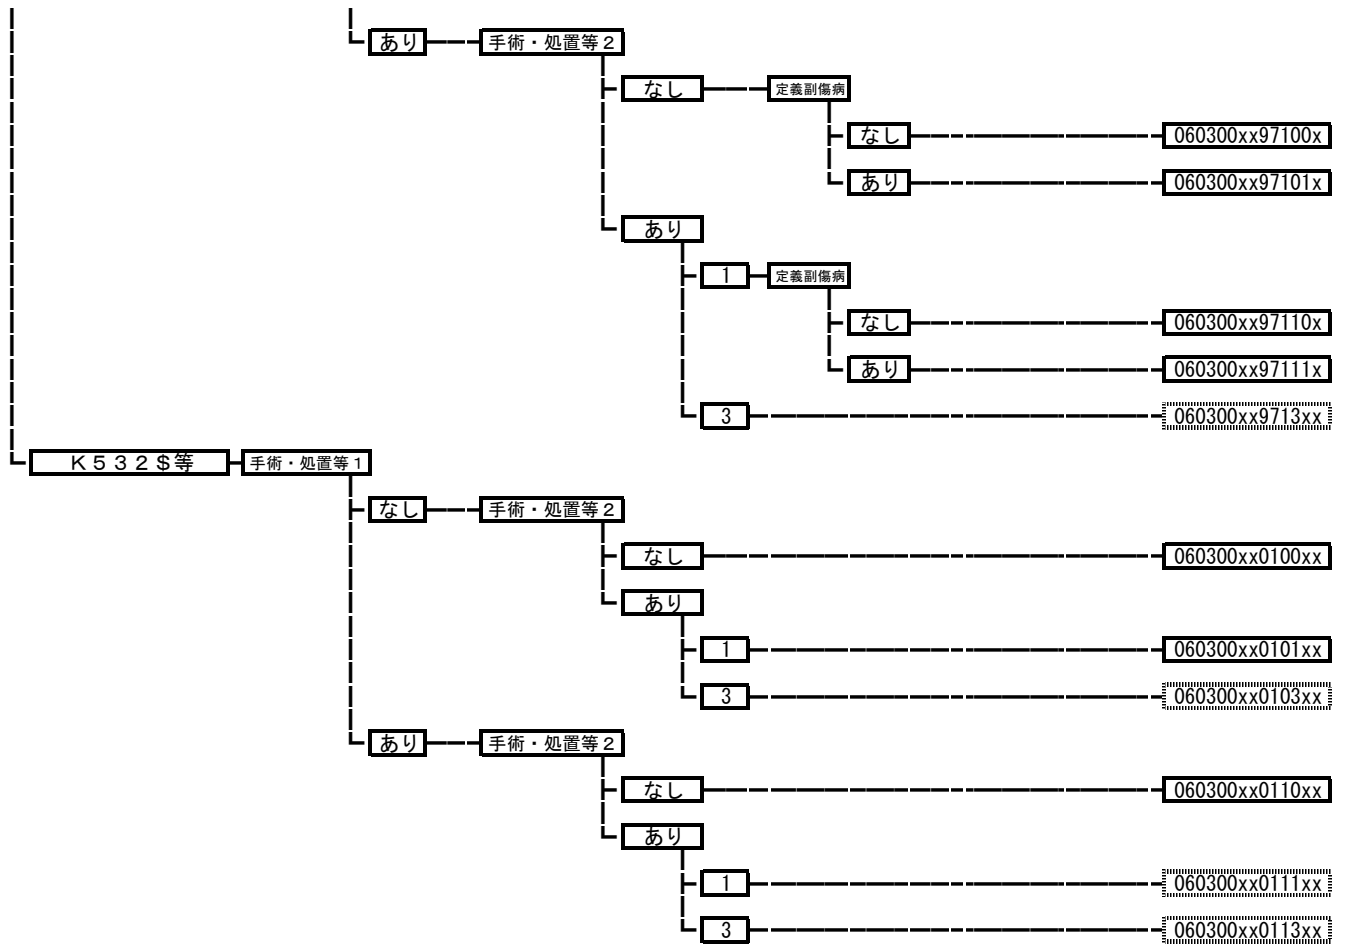 あり 手術・処置等２
なし 定義副傷病
なし 060300xx97100x
あり 060300xx97101x
あり
1 定義副傷病
なし 060300xx97110x
あり 060300xx97111x
3 060300xx9713xx
Ｋ５３２＄等 手術・処置等１
なし 手術・処置等２
なし 060300xx0100xx
あり
1 060300xx0101xx
3 060300xx0103xx
あり 手術・処置等２
なし 060300xx0110xx
あり
1 060300xx0111xx
3 060300xx0113xx